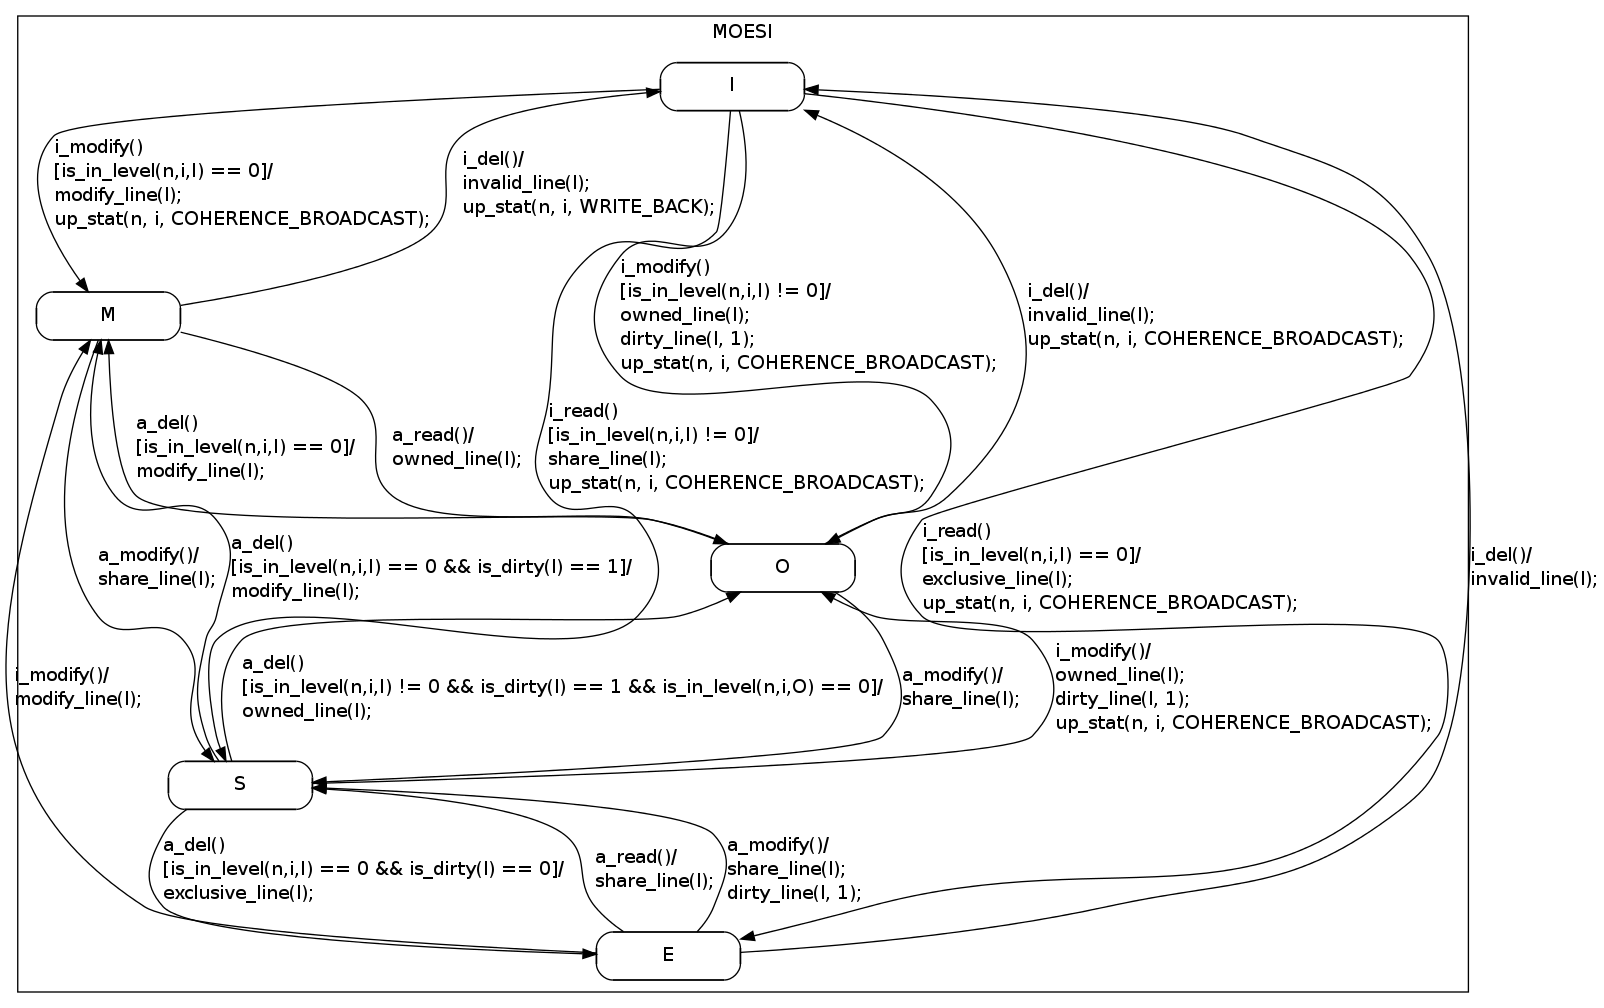 MOESI
I
i_modify()
[is_in_level(n,i,l) == 0]/
modify_line(l);
up_stat(n, i, COHERENCE_BROADCAST);
i_del()/
invalid_line(l);
up_stat(n, i, WRITE_BACK);
i_modify()
[is_in_level(n,i,l) != 0]/
owned_line(l);
dirty_line(l, 1);
up_stat(n, i, COHERENCE_BROADCAST);
i_del()/
invalid_line(l);
up_stat(n, i, COHERENCE_BROADCAST);
M
a_del()
[is_in_level(n,i,l) == 0]/
modify_line(l);
a_read()/
owned_line(l);
i_read()
[is_in_level(n,i,l) != 0]/
share_line(l);
up_stat(n, i, COHERENCE_BROADCAST);
a_modify()/
share_line(l);
a_del()
[is_in_level(n,i,l) == 0 && is_dirty(l) == 1]/
modify_line(l);
O
i_read()
[is_in_level(n,i,l) == 0]/
exclusive_line(l);
up_stat(n, i, COHERENCE_BROADCAST);
i_del()/
invalid_line(l);
i_modify()/
modify_line(l);
a_del()
[is_in_level(n,i,l) != 0 && is_dirty(l) == 1 && is_in_level(n,i,O) == 0]/
owned_line(l);
a_modify()/
share_line(l);
i_modify()/
owned_line(l);
dirty_line(l, 1);
up_stat(n, i, COHERENCE_BROADCAST);
S
a_del()
[is_in_level(n,i,l) == 0 && is_dirty(l) == 0]/
exclusive_line(l);
a_read()/
share_line(l);
a_modify()/
share_line(l);
dirty_line(l, 1);
E